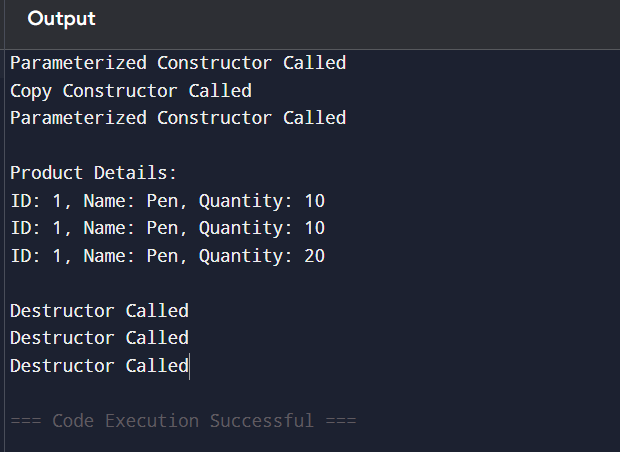 Output
Parameterized Constructor Called
Copy Constructor Called
Parameterized Constructor Called
Product Details:
ID: 1, Name: Pen, Quantity: 10
ID: 1, Name: Pen, Quantity: 10
ID: 1, Name: Pen, Quantity: 20
Destructor Called
Destructor Called
Destructor Called
=== Code Execution Successful ===